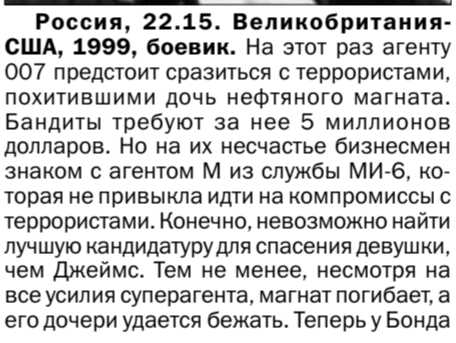 Россия, 22.15. Великобритания-
США, 1999, боевик. На этот раз агенту
007 предстоит сразиться с террористами,
похитившими дочь нефтяного магната.
Бандиты требуют за нее 5 миллионов
долларов. Но на их несчастье бизнесмен
знаком с агентом М из службы МИ-6, ко-
торая не привыкла идти на компромиссы с
террористами. Конечно, невозможно найти
лучшую кандидатуру для спасения девушки,
чем Джеймс. Тем не менее, несмотря на
все усилия суперагента, магнат погибает, а
его дочери удается бежать. Теперь у Бонда